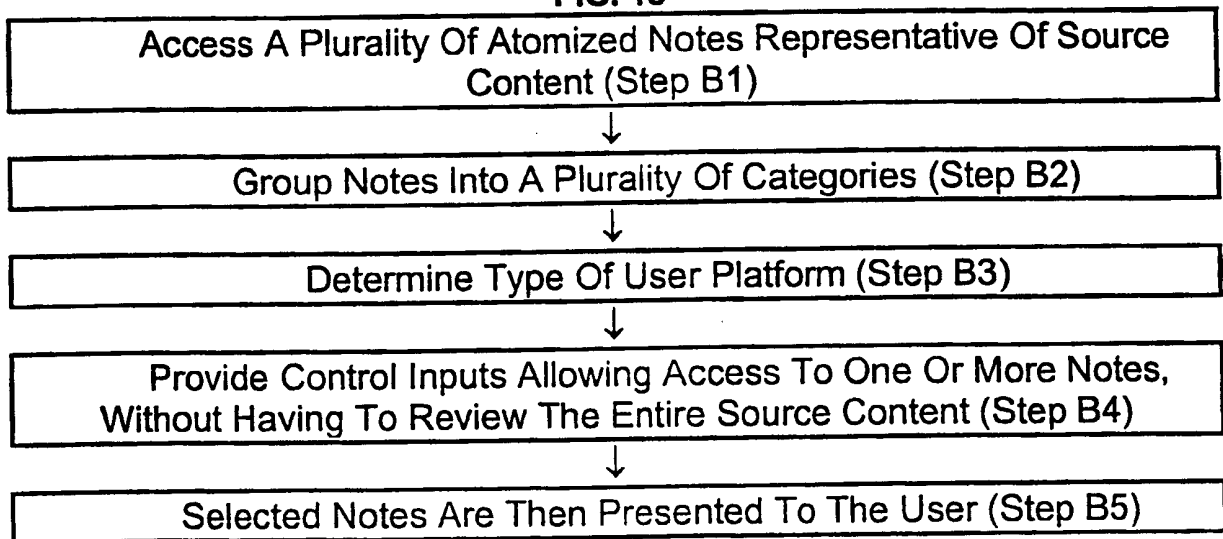 Access A Plurality Of Atomized Notes Representative Of Source
Content (Step B1)
Group Notes Into A Plurality Of Categories (Step B2)
Determine Type Of User Platform (Step B3)
Provide Control Inputs Allowing Access To One Or More Notes,
Without Having To Review The Entire Source Content (Step B4)
Selected Notes Are Then Presented To The User (Step B5)